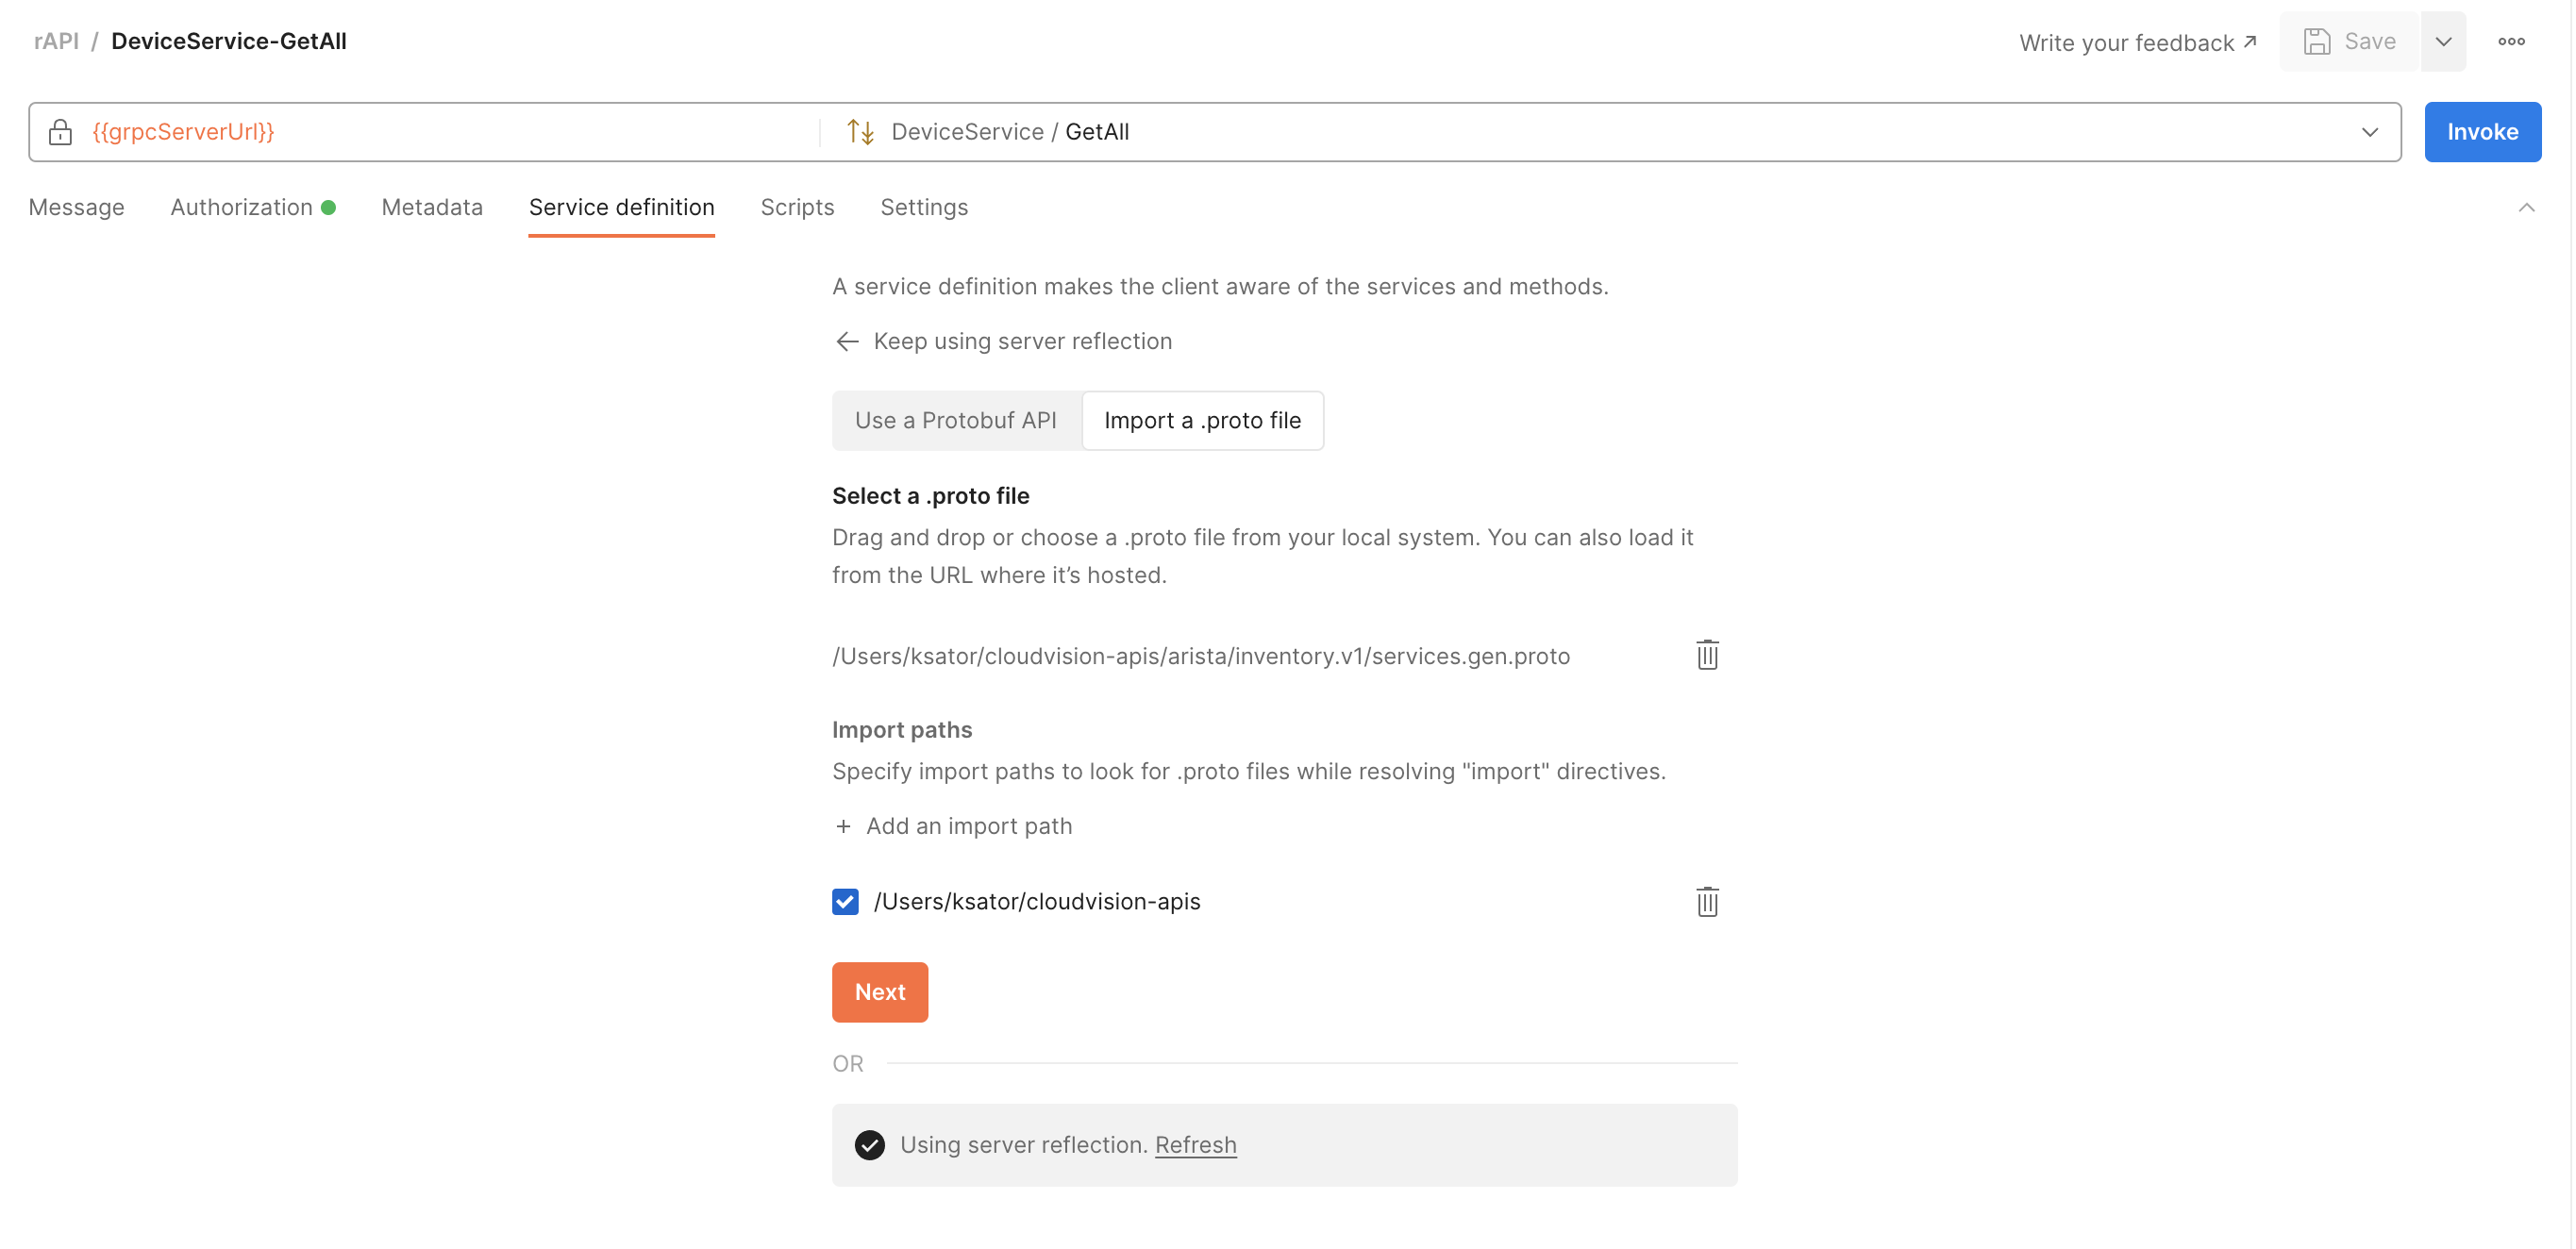 rAPI / DeviceService-GetAll
Write your feedback ↗
Save
{{grpcServerUrl}}
DeviceService / GetAll
Invoke
Message
Authorization
Metadata
Service definition
Scripts
Settings
A service definition makes the client aware of the services and methods.
← Keep using server reflection
Use a Protobuf API
Import a .proto file
Select a .proto file
Drag and drop or choose a .proto file from your local system. You can also load it
from the URL where it’s hosted.
/Users/ksator/cloudvision-apis/arista/inventory.v1/services.gen.proto
Import paths
Specify import paths to look for .proto files while resolving "import" directives.
+ Add an import path
/Users/ksator/cloudvision-apis
Next
OR
Using server reflection. Refresh